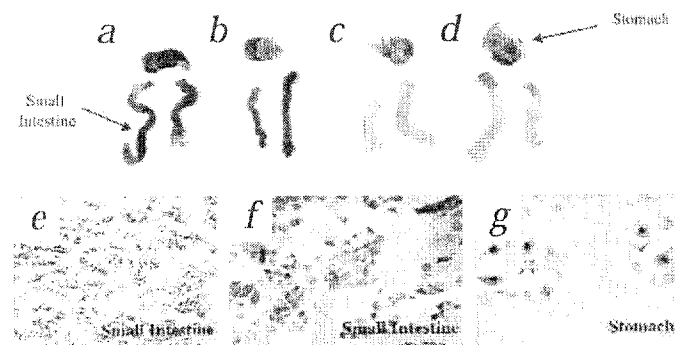 a b c d Stomach
Small
Intestine
e f g
Small Intestine Small Intestine Stomach